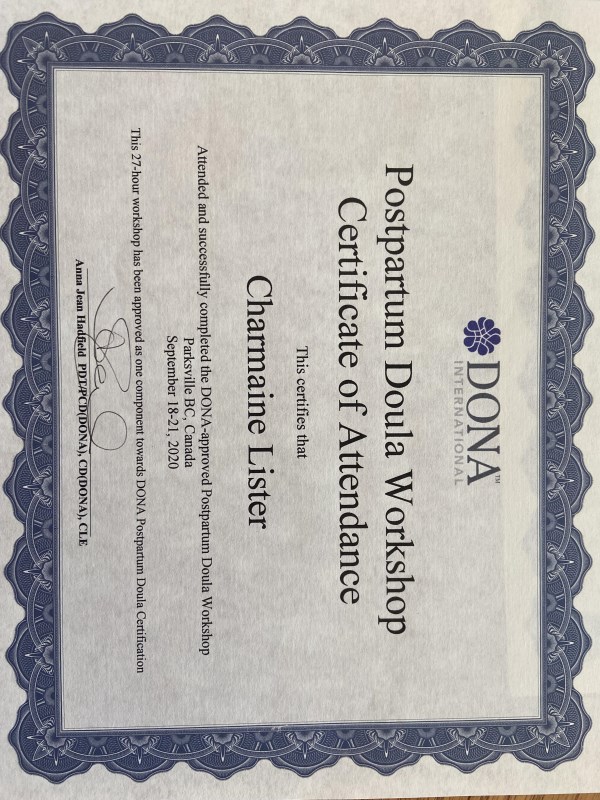 DONA™
INTERNATIONAL
Postpartum Doula Workshop
Certificate of Attendance
This certifies that
Charmaine Lister
Attended and successfully completed the DONA-approved Postpartum Doula Workshop
Parksville BC, Canada
September 18-21, 2020
This 27-hour workshop has been approved as one component towards DONA Postpartum Doula Certification
Anna Jean Hadfield PDT/PCD(DONA), CD(DONA), CLE